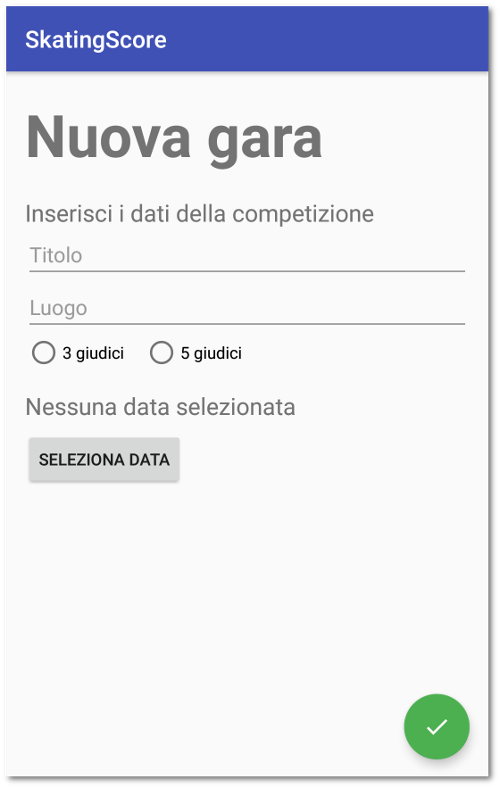 SkatingScore
Nuova gara
Inserisci i dati della competizione
Titolo
Luogo
3 giudici 5 giudici
Nessuna data selezionata
SELEZIONA DATA